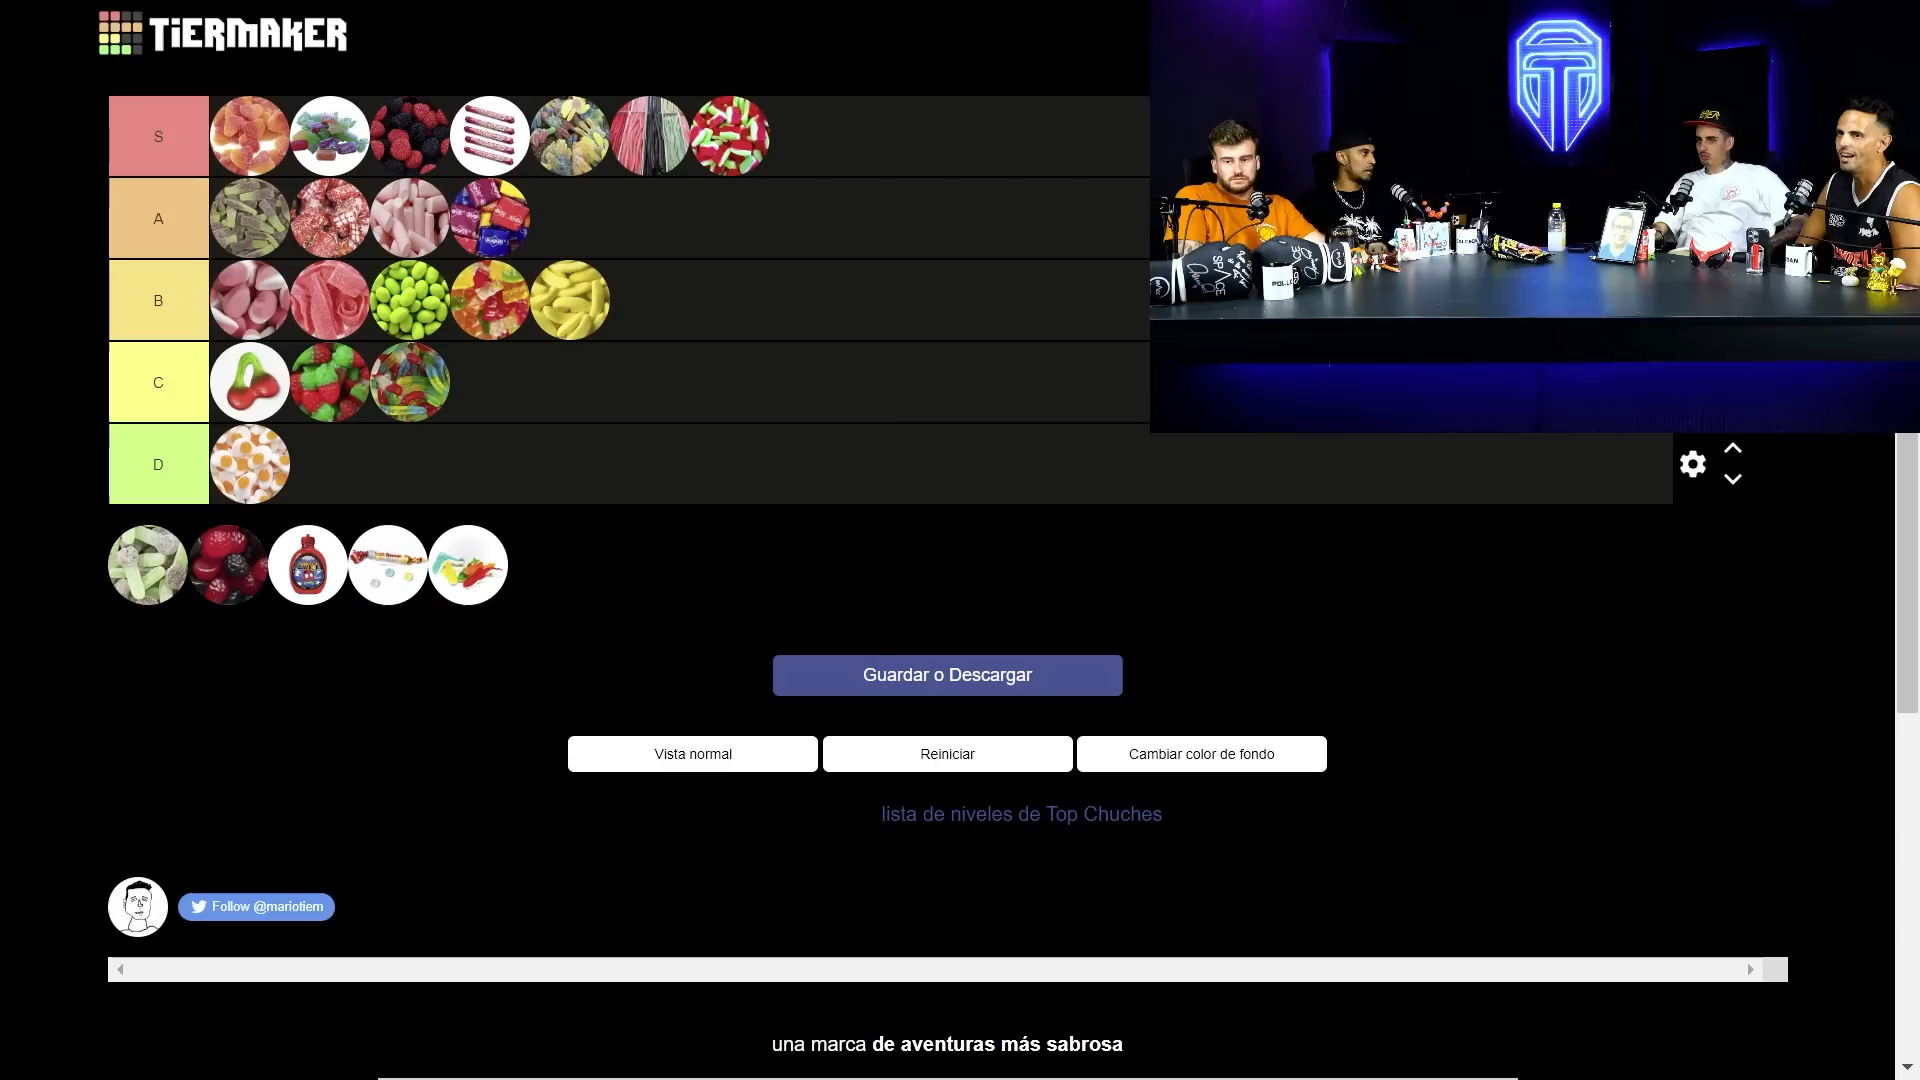 TiERMAKER
S
A
B
C
D
SPACE
Guardar o Descargar
Vista normal
Reiniciar
Cambiar color de fondo
lista de niveles de Top Chuches
Follow @mariotiem
una marca de aventuras más sabrosa